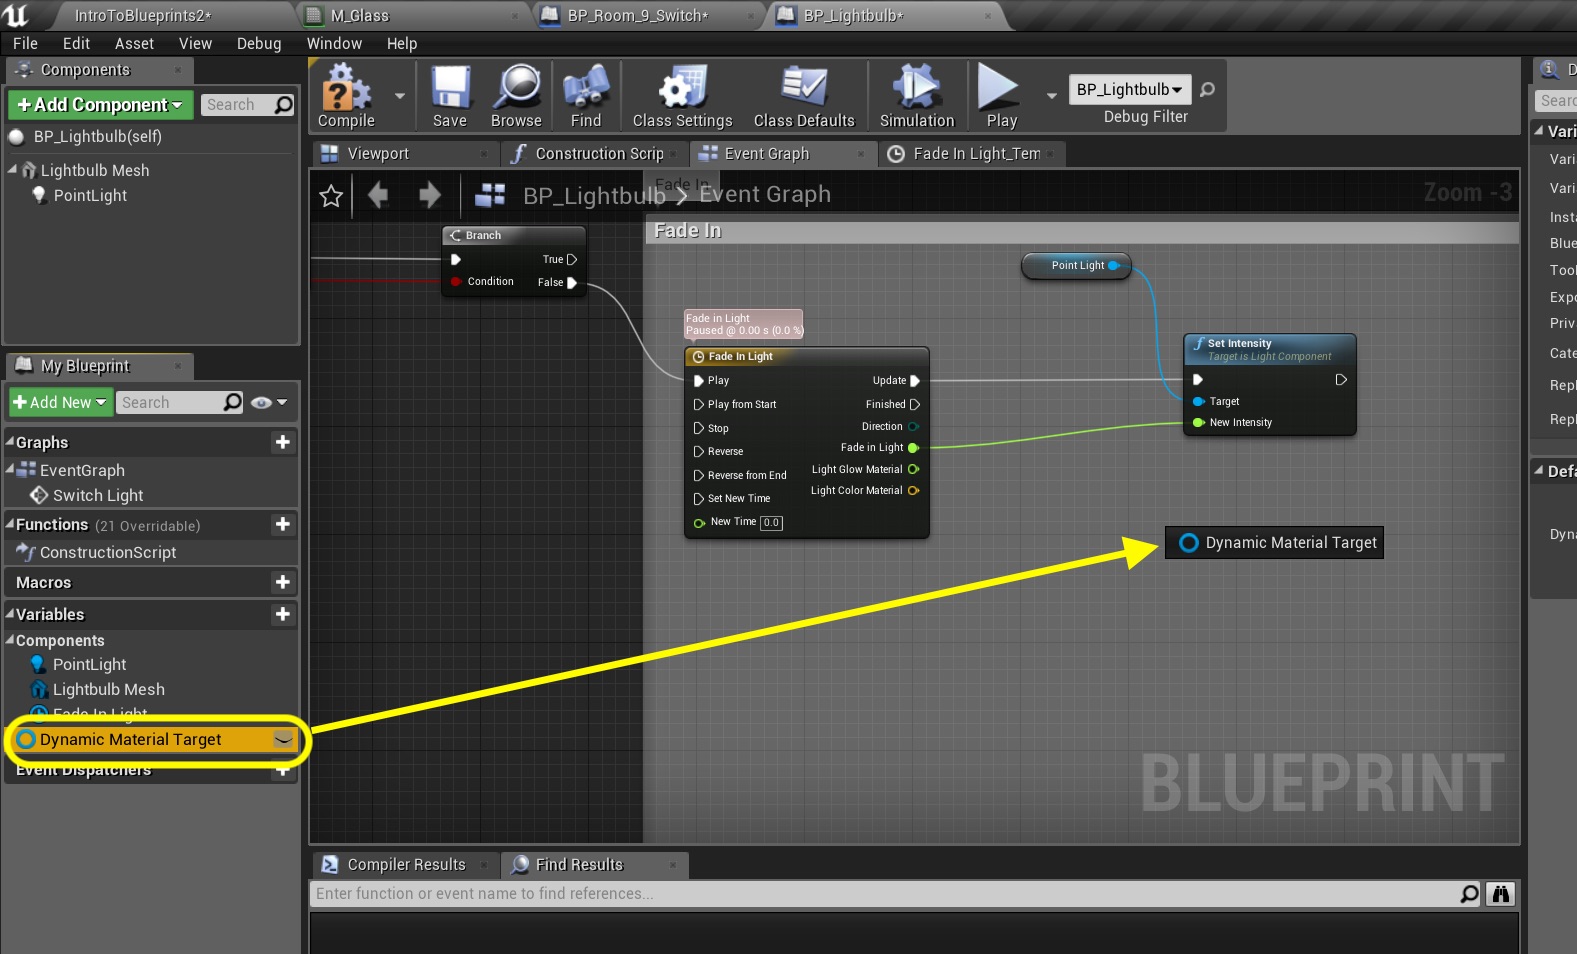 IntroToBlueprints2*
M_Glass
BP_Room_9_Switch*
BP_Lightbulb*
File Edit Asset View Debug Window Help
Components
+Add Component
Search
BP_Lightbulb(self)
Lightbulb Mesh
PointLight
Compile
Save
Browse
Find
Class Settings
Class Defaults
Simulation
Play
BP_Lightbulb
Debug Filter
Viewport
Construction Scrip
Event Graph
Fade In Light_Tem
Fade In
BP_Lightbulb > Event Graph
Zoom -3
Fade In
Branch
True
Condition
False
Point Light
Fade in Light
Paused @ 0.00 s (0.0 %)
Fade In Light
Play
Update
Play from Start
Finished
Stop
Direction
Reverse
Fade in Light
Reverse from End
Light Glow Material
Set New Time
Light Color Material
New Time 0.0
Set Intensity
Target is Light Component
Target
New Intensity
Dynamic Material Target
BLUEPRINT
My Blueprint
+Add New
Search
Graphs
EventGraph
Switch Light
Functions (21 Overridable)
ConstructionScript
Macros
Variables
Components
PointLight
Lightbulb Mesh
Fade In Light
Dynamic Material Target
Event Dispatchers
Compiler Results
Find Results
Enter function or event name to find references...
D
Searc
Vari
Vari
Vari
Inst
Blue
Tool
Expo
Priv
Cate
Repl
Repl
Defa
Dyna